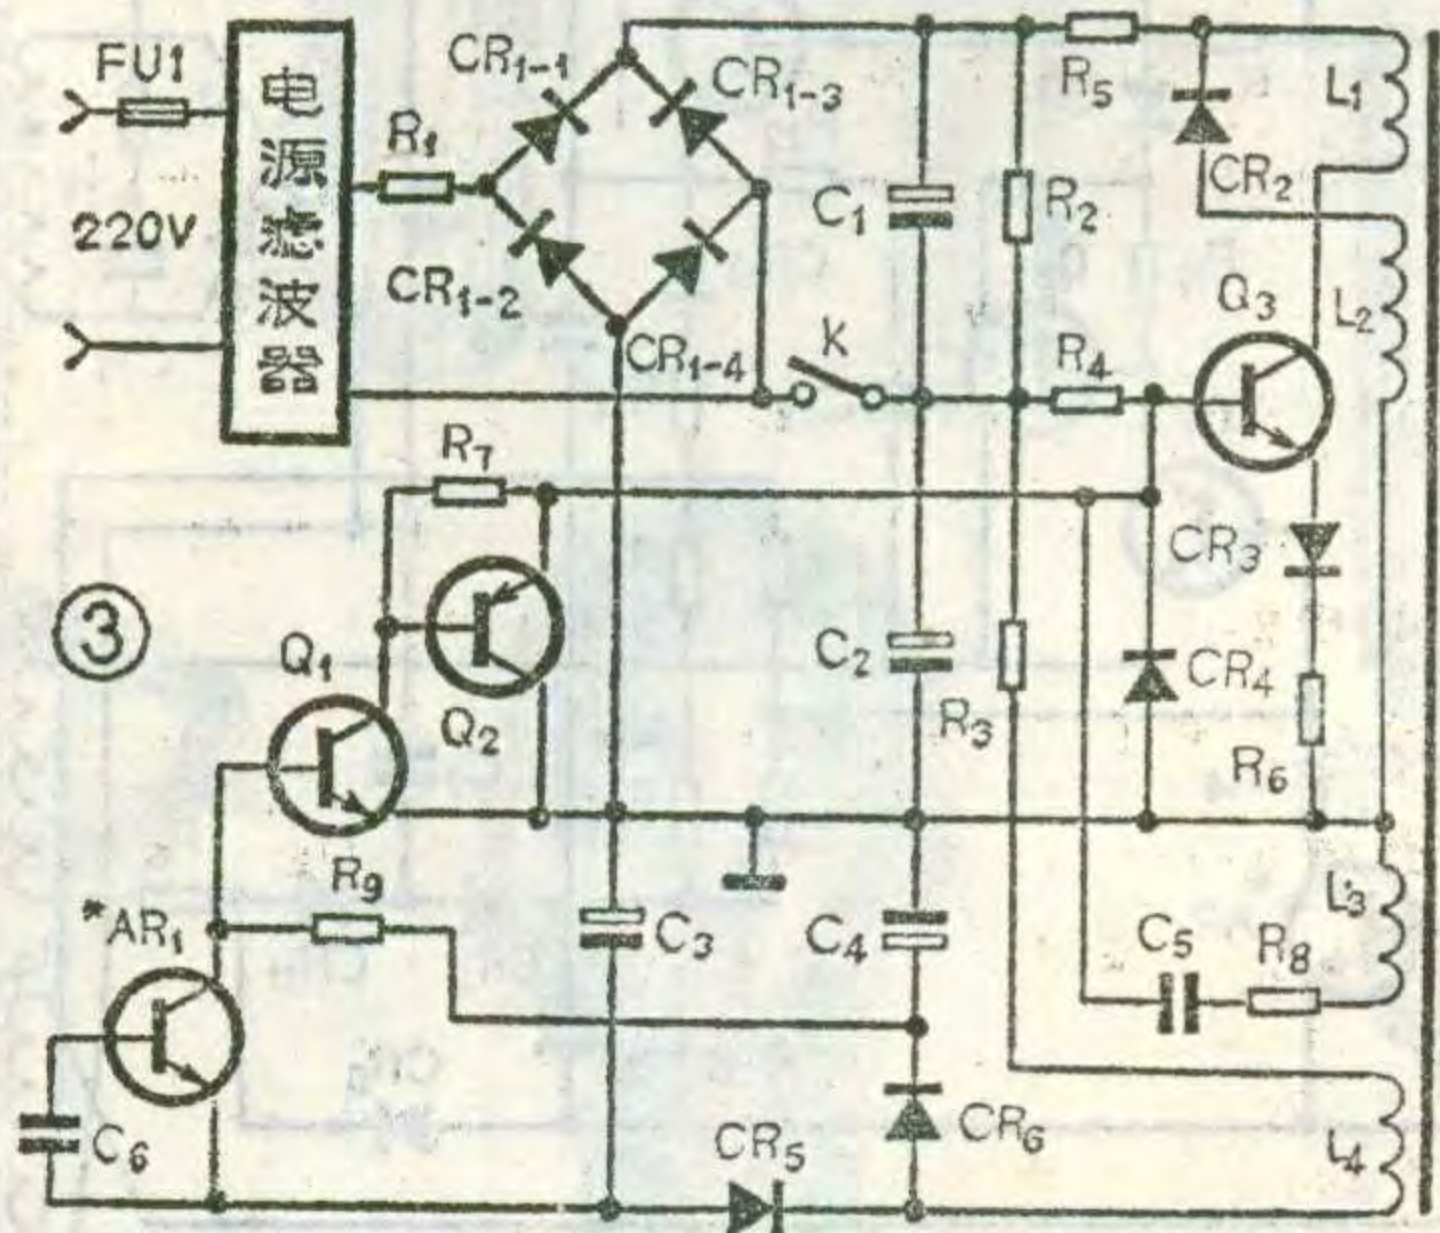 FU1
220V
电源滤波器
R₁
CR₁₋₁
CR₁₋₃
CR₁₋₂
CR₁₋₄
C₁
R₂
R₅
CR₂
L₁
L₂
K
R₄
Q₃
R₇
③
Q₁
Q₂
C₂
R₃
CR₃
CR₄
R₆
*AR₁
R₉
C₃
C₄
C₅
R₈
L₃
C₆
CR₅
CR₆
L₄